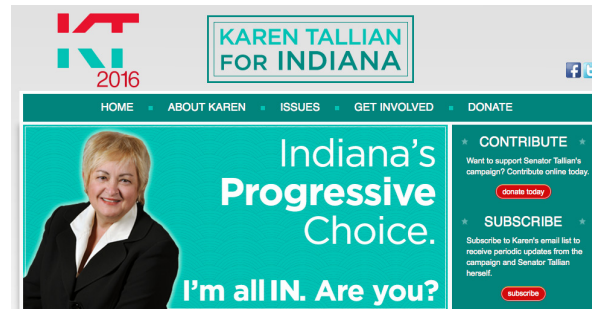 KT
2016
KAREN TALLIAN
FOR INDIANA
HOME ABOUT KAREN ISSUES GET INVOLVED DONATE
Indiana's
Progressive
Choice.
I'm all IN. Are you?
CONTRIBUTE
Want to support Senator Tallian's
campaign? Contribute online today.
donate today
SUBSCRIBE
Subscribe to Karen's email list to
receive periodic updates from the
campaign and Senator Tallian
herself.
subscribe